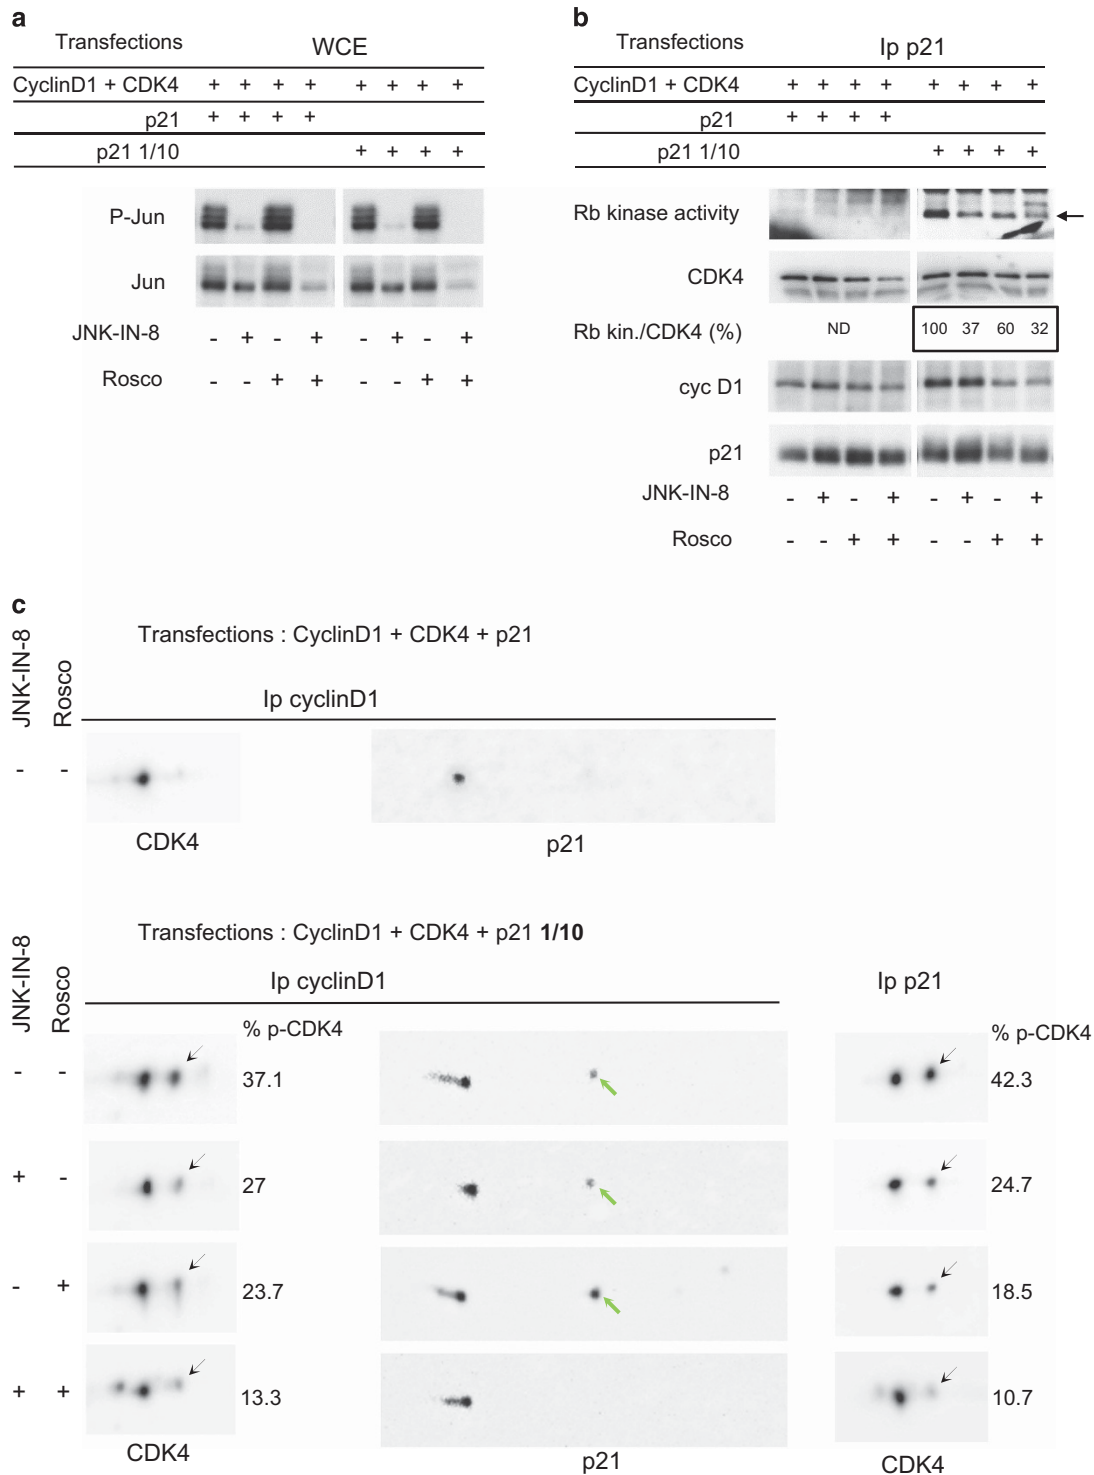 a
Transfections WCE
CyclinD1 + CDK4 + + + + + + + +
p21 + + + +
p21 1/10 + + + +
P-Jun
Jun
JNK-IN-8 - + - + - + - +
Rosco - - + + - - + +
b
Transfections Ip p21
CyclinD1 + CDK4 + + + + + + + +
p21 + + + +
p21 1/10 + + + +
Rb kinase activity
CDK4
Rb kin./CDK4 (%) ND 100 37 60 32
cyc D1
p21
JNK-IN-8 - + - + - + - +
Rosco - - + + - - + +
c
Transfections : CyclinD1 + CDK4 + p21
JNK-IN-8
Rosco
Ip cyclinD1
- -
CDK4 p21
Transfections : CyclinD1 + CDK4 + p21 1/10
JNK-IN-8
Rosco
Ip cyclinD1 Ip p21
% p-CDK4 % p-CDK4
- - 37.1 42.3
+ - 27 24.7
- + 23.7 18.5
+ + 13.3 10.7
CDK4 p21 CDK4